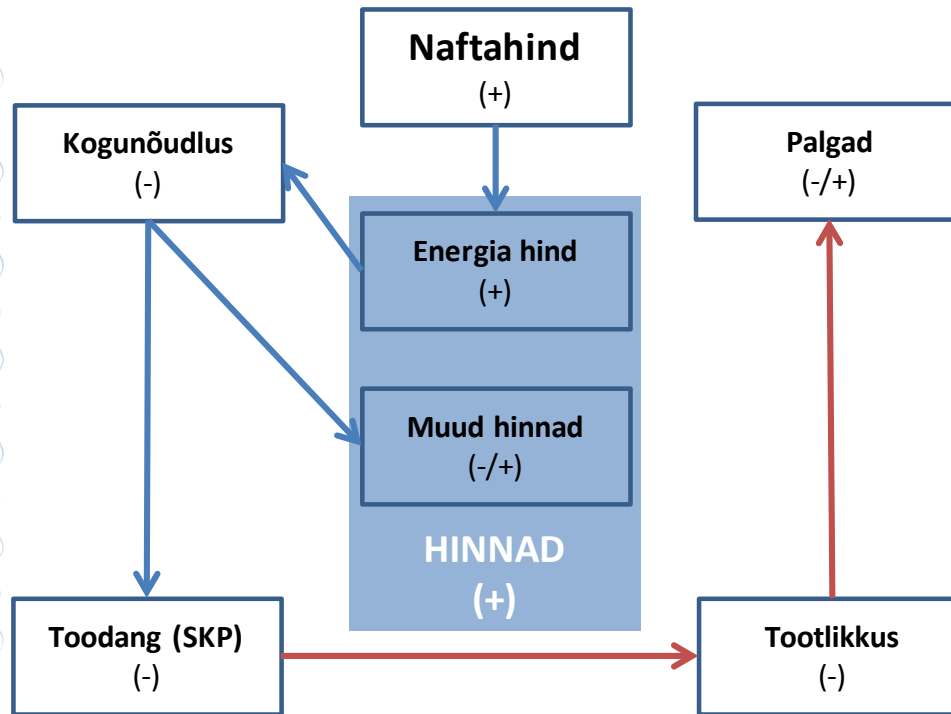 Naftahind
(+)
Kogunõudlus
(-)
Palgad
(-/+)
Energia hind
(+)
Muud hinnad
(-/+)
HINNAD
(+)
Toodang (SKP)
(-)
Tootlikkus
(-)